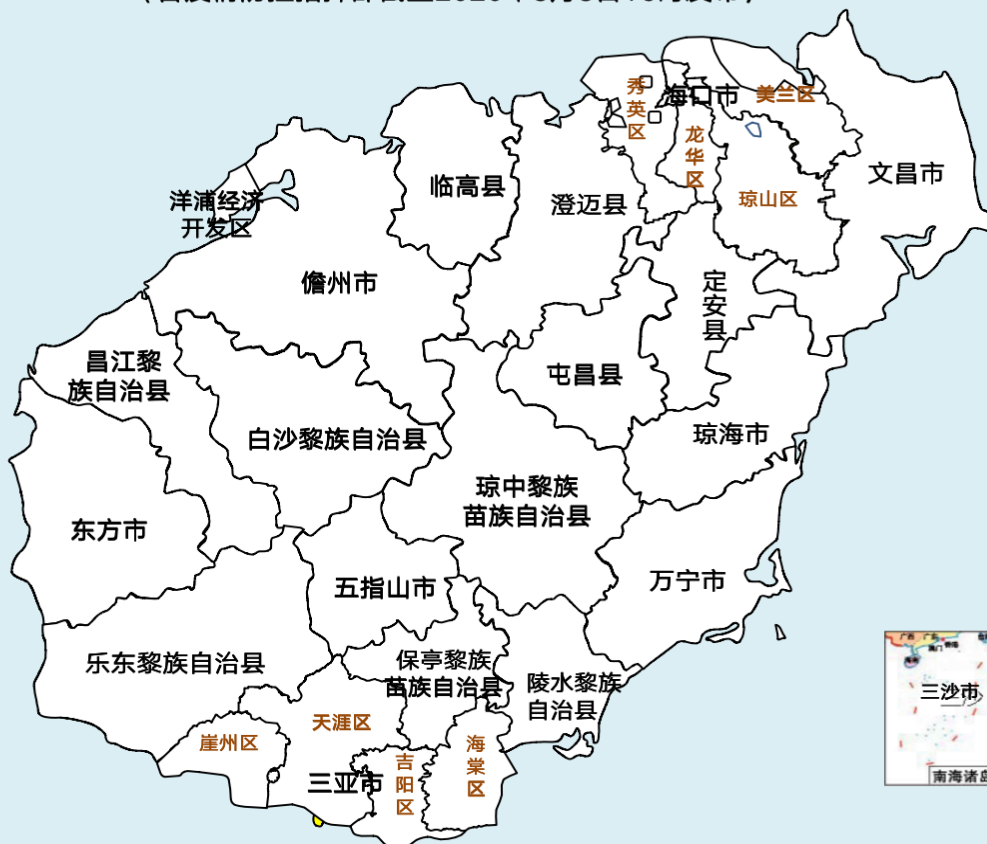 秀英区
海口市
美兰区
龙华区
琼山区
文昌市
临高县
澄迈县
洋浦经济
开发区
儋州市
定安县
昌江黎
族自治县
屯昌县
白沙黎族自治县
琼海市
琼中黎族
苗族自治县
东方市
五指山市
万宁市
乐东黎族自治县
保亭黎族
苗族自治县
陵水黎族
自治县
天涯区
崖州区
海棠区
吉阳区
三亚市
广西
广东
三沙市
南海诸岛